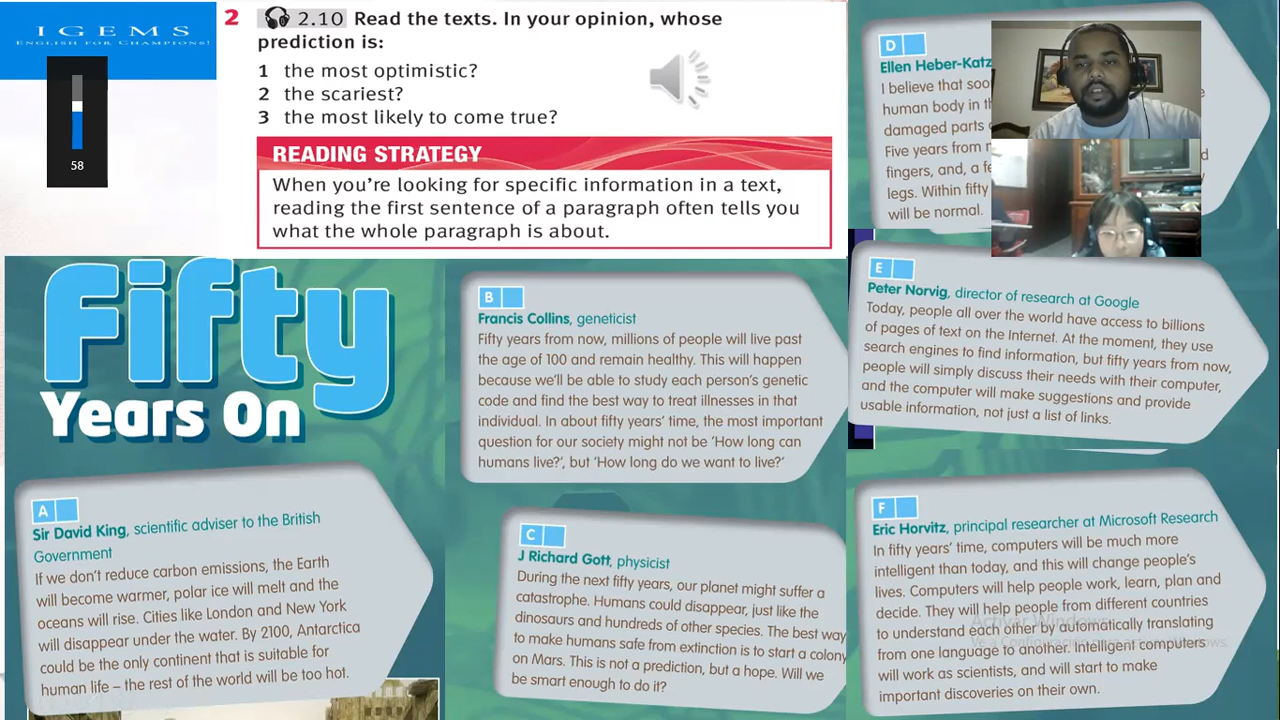 IGEMS
ENGLISH FOR CHAMPIONS!
58
2 2.10 Read the texts. In your opinion, whose
prediction is:
1 the most optimistic?
2 the scariest?
3 the most likely to come true?
READING STRATEGY
When you're looking for specific information in a text,
reading the first sentence of a paragraph often tells you
what the whole paragraph is about.
Fifty
Years On
A
Sir David King, scientific adviser to the British
Government
If we don't reduce carbon emissions, the Earth
will become warmer, polar ice will melt and the
oceans will rise. Cities like London and New York
will disappear under the water. By 2100, Antarctica
could be the only continent that is suitable for
human life – the rest of the world will be too hot.
B
Francis Collins, geneticist
Fifty years from now, millions of people will live past
the age of 100 and remain healthy. This will happen
because we'll be able to study each person's genetic
code and find the best way to treat illnesses in that
individual. In about fifty years' time, the most important
question for our society might not be 'How long can
humans live?', but 'How long do we want to live?'
C
J Richard Gott, physicist
During the next fifty years, our planet might suffer a
catastrophe. Humans could disappear, just like the
dinosaurs and hundreds of other species. The best way
to make humans safe from extinction is to start a colony
on Mars. This is not a prediction, but a hope. Will we
be smart enough to do it?
D
Ellen Heber-Katz
I believe that soo
human body in th
damaged parts
Five years from
fingers, and, a fe
legs. Within fifty
will be normal.
E
Peter Norvig, director of research at Google
Today, people all over the world have access to billions
of pages of text on the Internet. At the moment, they use
search engines to find information, but fifty years from now,
people will simply discuss their needs with their computer,
and the computer will make suggestions and provide
usable information, not just a list of links.
F
Eric Horvitz, principal researcher at Microsoft Research
In fifty years' time, computers will be much more
intelligent than today, and this will change people's
lives. Computers will help people work, learn, plan and
decide. They will help people from different countries
to understand each other by automatically translating
from one language to another. Intelligent computers
will work as scientists, and will start to make
important discoveries on their own.
Activar Windows
Ve a Configuración para activar Windows.